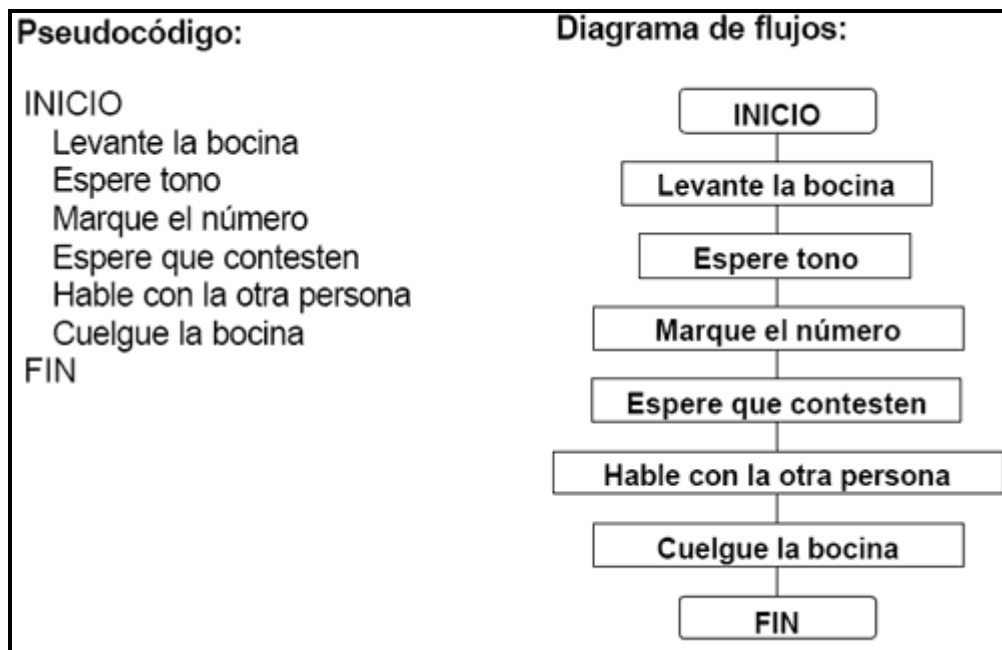 Pseudocódigo:
INICIO
Levante la bocina
Espere tono
Marque el número
Espere que contesten
Hable con la otra persona
Cuelgue la bocina
FIN
Diagrama de flujos:
INICIO
Levante la bocina
Espere tono
Marque el número
Espere que contesten
Hable con la otra persona
Cuelgue la bocina
FIN